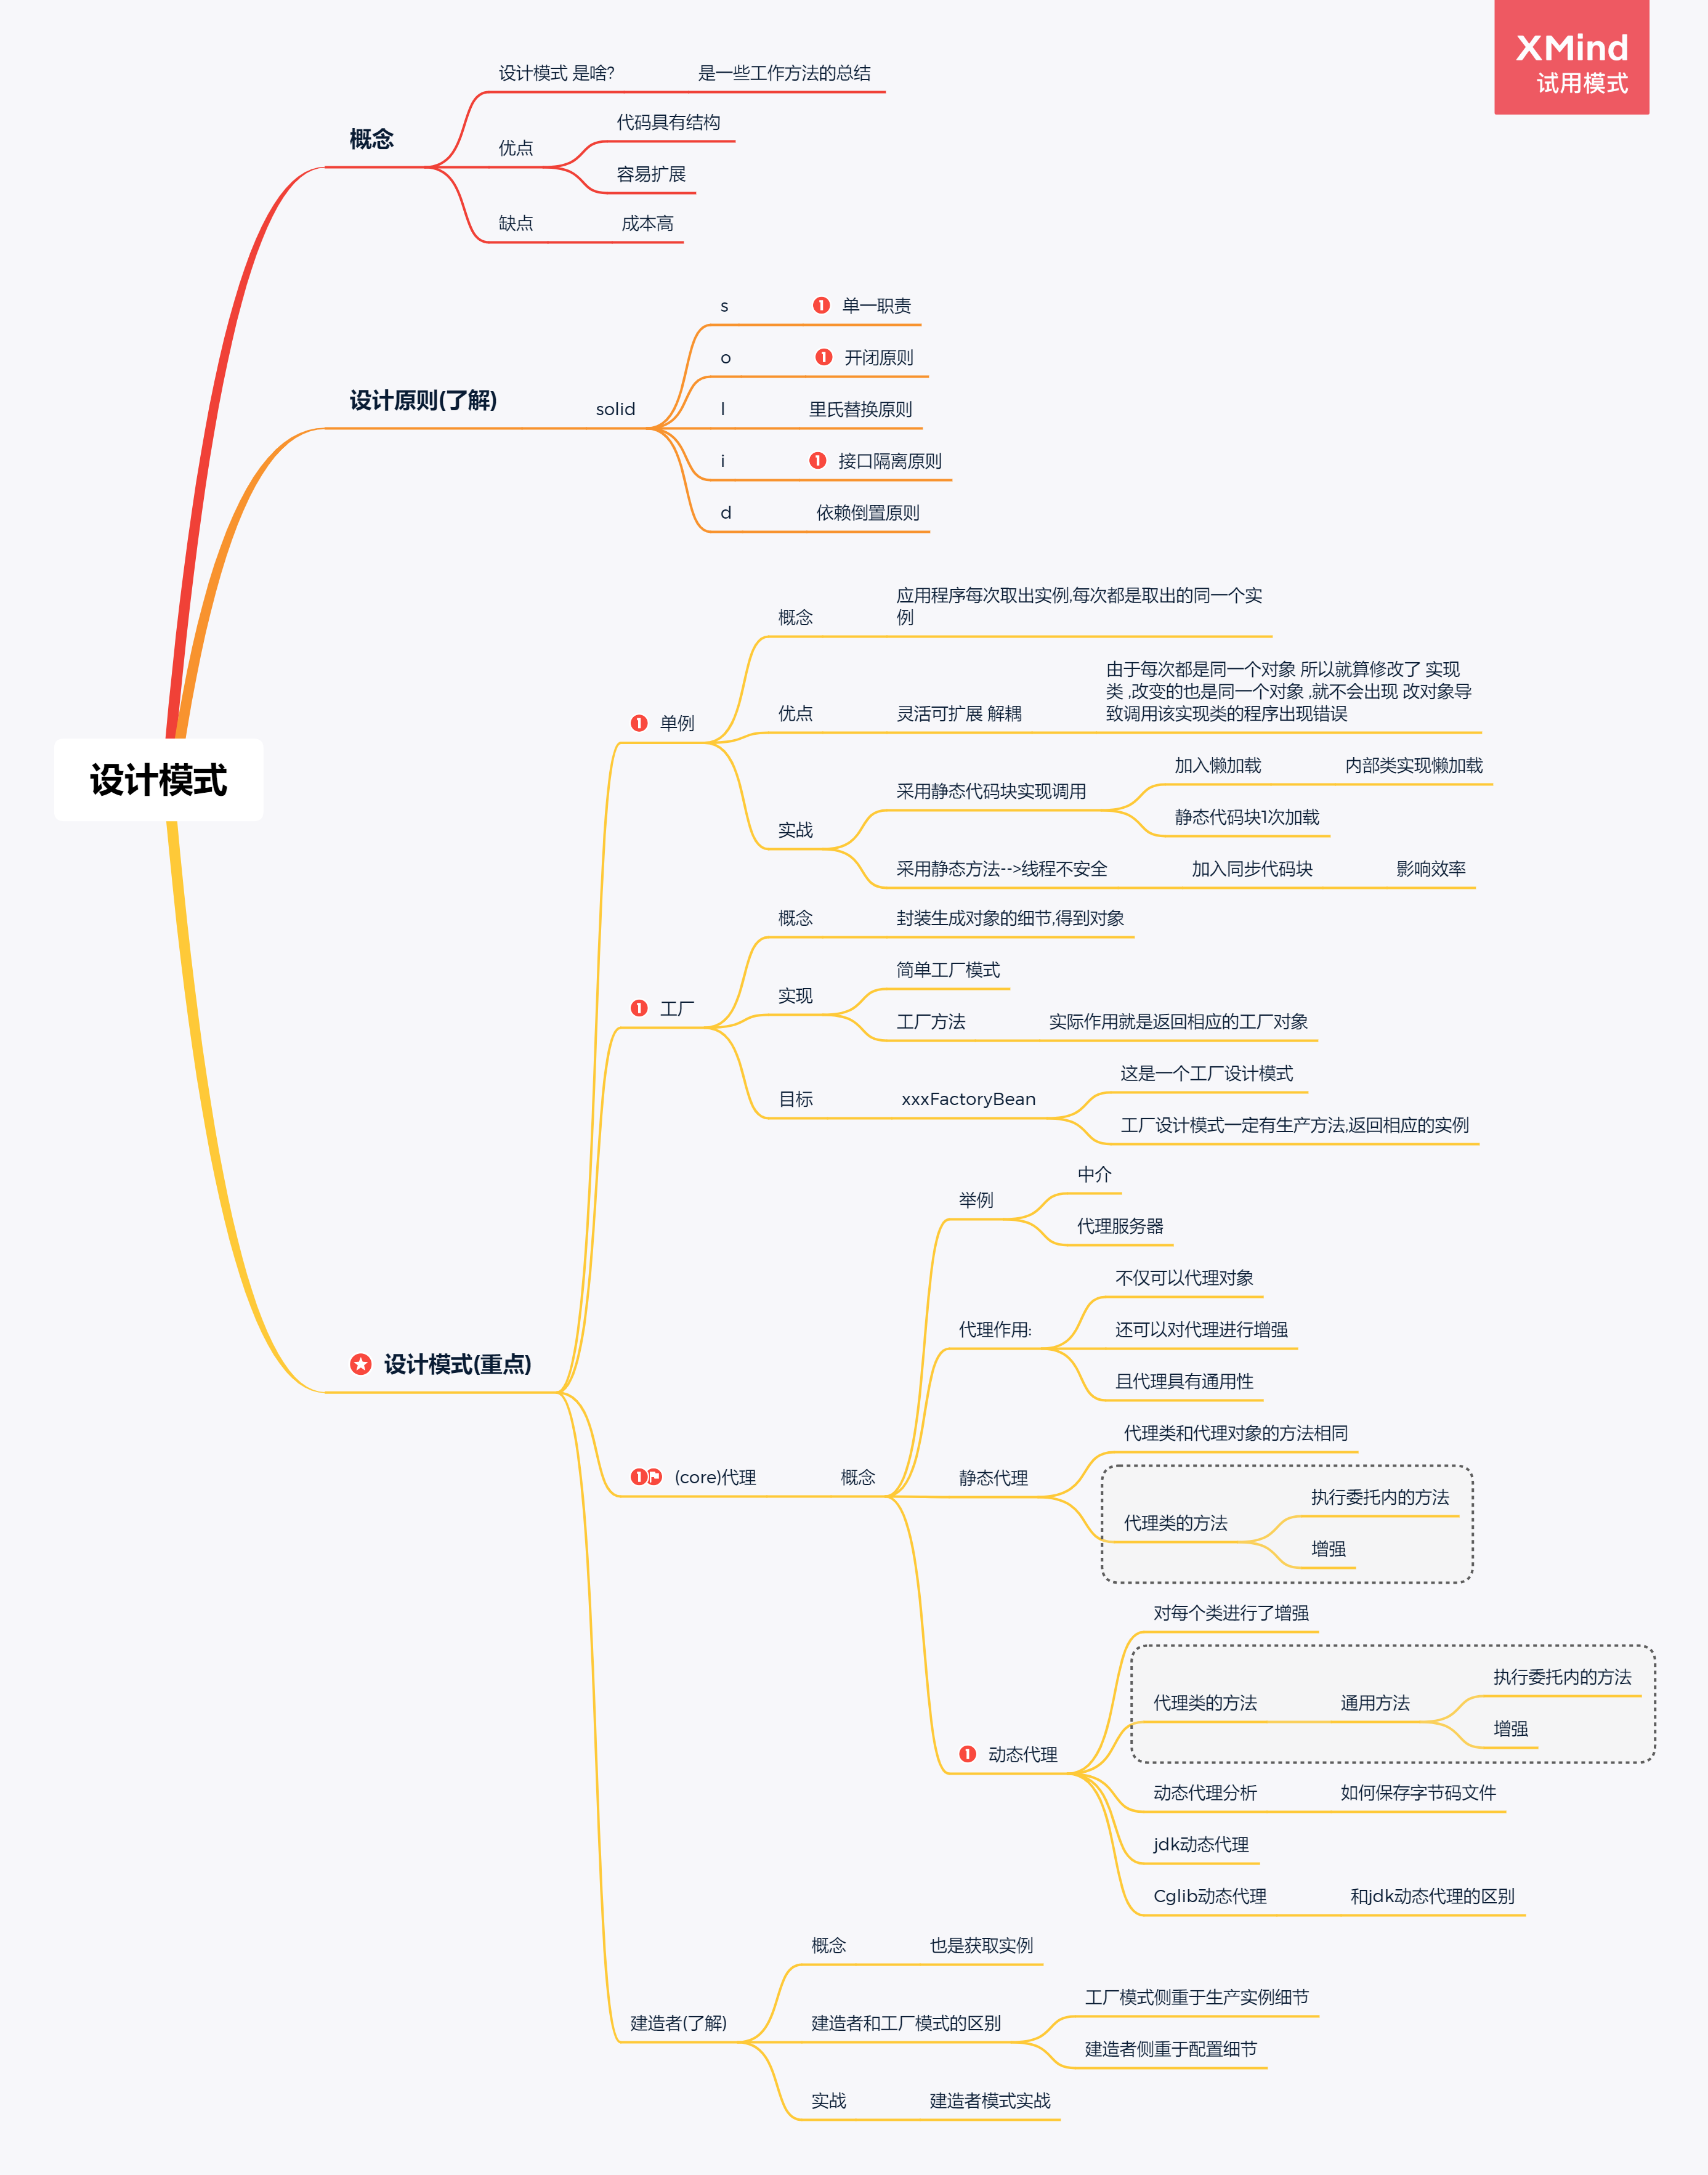 XMind
试用模式
设计模式
概念
设计模式 是啥?
是一些工作方法的总结
优点
代码具有结构
容易扩展
缺点
成本高
设计原则(了解)
solid
s
1 单一职责
o
1 开闭原则
l
里氏替换原则
i
1 接口隔离原则
d
依赖倒置原则
设计模式(重点)
1 单例
概念
应用程序每次取出实例,每次都是取出的同一个实
例
优点
灵活可扩展 解耦
由于每次都是同一个对象 所以就算修改了 实现
类 ,改变的也是同一个对象 ,就不会出现 改对象导
致调用该实现类的程序出现错误
实战
采用静态代码块实现调用
加入懒加载
内部类实现懒加载
静态代码块1次加载
采用静态方法-->线程不安全
加入同步代码块
影响效率
1 工厂
概念
封装生成对象的细节,得到对象
实现
简单工厂模式
工厂方法
实际作用就是返回相应的工厂对象
目标
xxxFactoryBean
这是一个工厂设计模式
工厂设计模式一定有生产方法,返回相应的实例
1 (core)代理
概念
举例
中介
代理服务器
代理作用:
不仅可以代理对象
还可以对代理进行增强
且代理具有通用性
静态代理
代理类和代理对象的方法相同
代理类的方法
执行委托内的方法
增强
1 动态代理
对每个类进行了增强
代理类的方法
通用方法
执行委托内的方法
增强
动态代理分析
如何保存字节码文件
jdk动态代理
Cglib动态代理
和jdk动态代理的区别
建造者(了解)
概念
也是获取实例
建造者和工厂模式的区别
工厂模式侧重于生产实例细节
建造者侧重于配置细节
实战
建造者模式实战